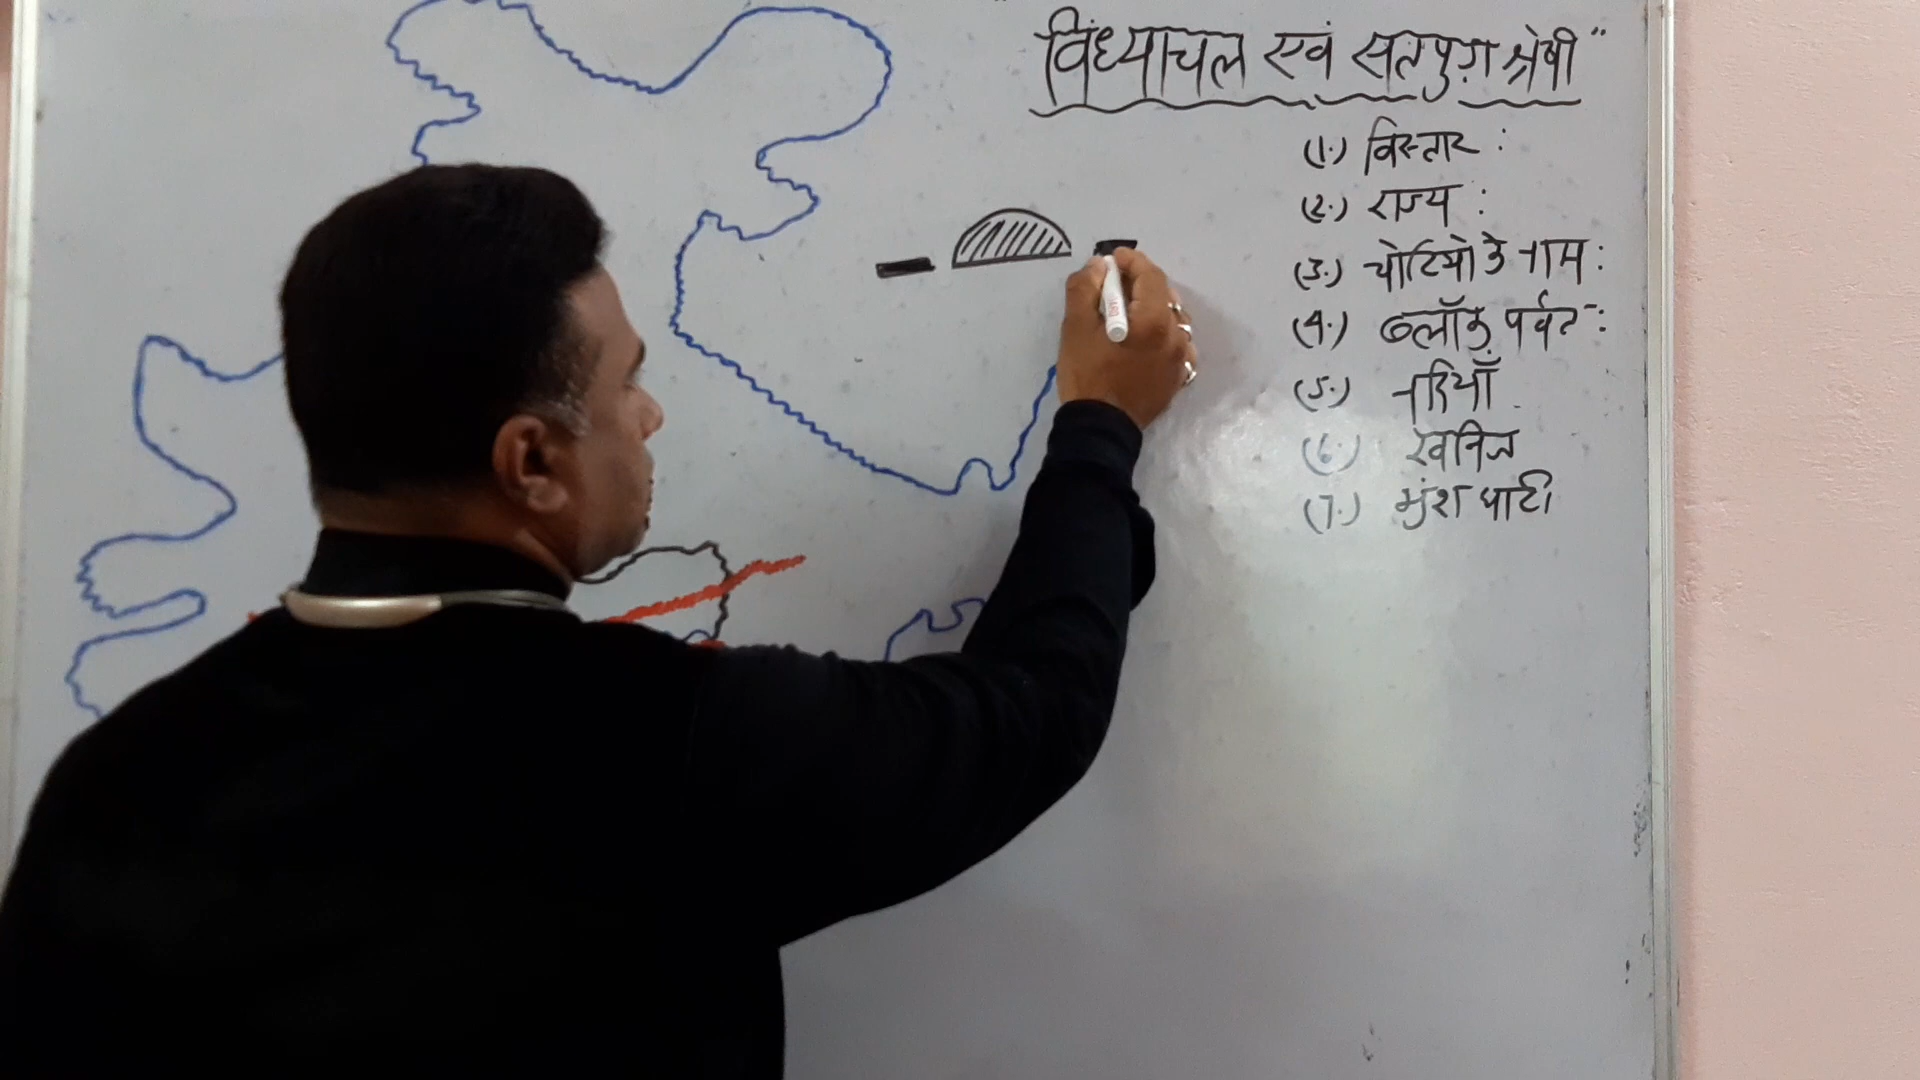 "विंध्याचल एवं सतपुड़ा श्रेणी"
(1.) विस्तार :
(2.) राज्य :
(3.) चोटियो के नाम :
(4.) ब्लॉक पर्वत :
(5.) नदियाँ
(6.) खनिज
(7.) भ्रंश घाटी